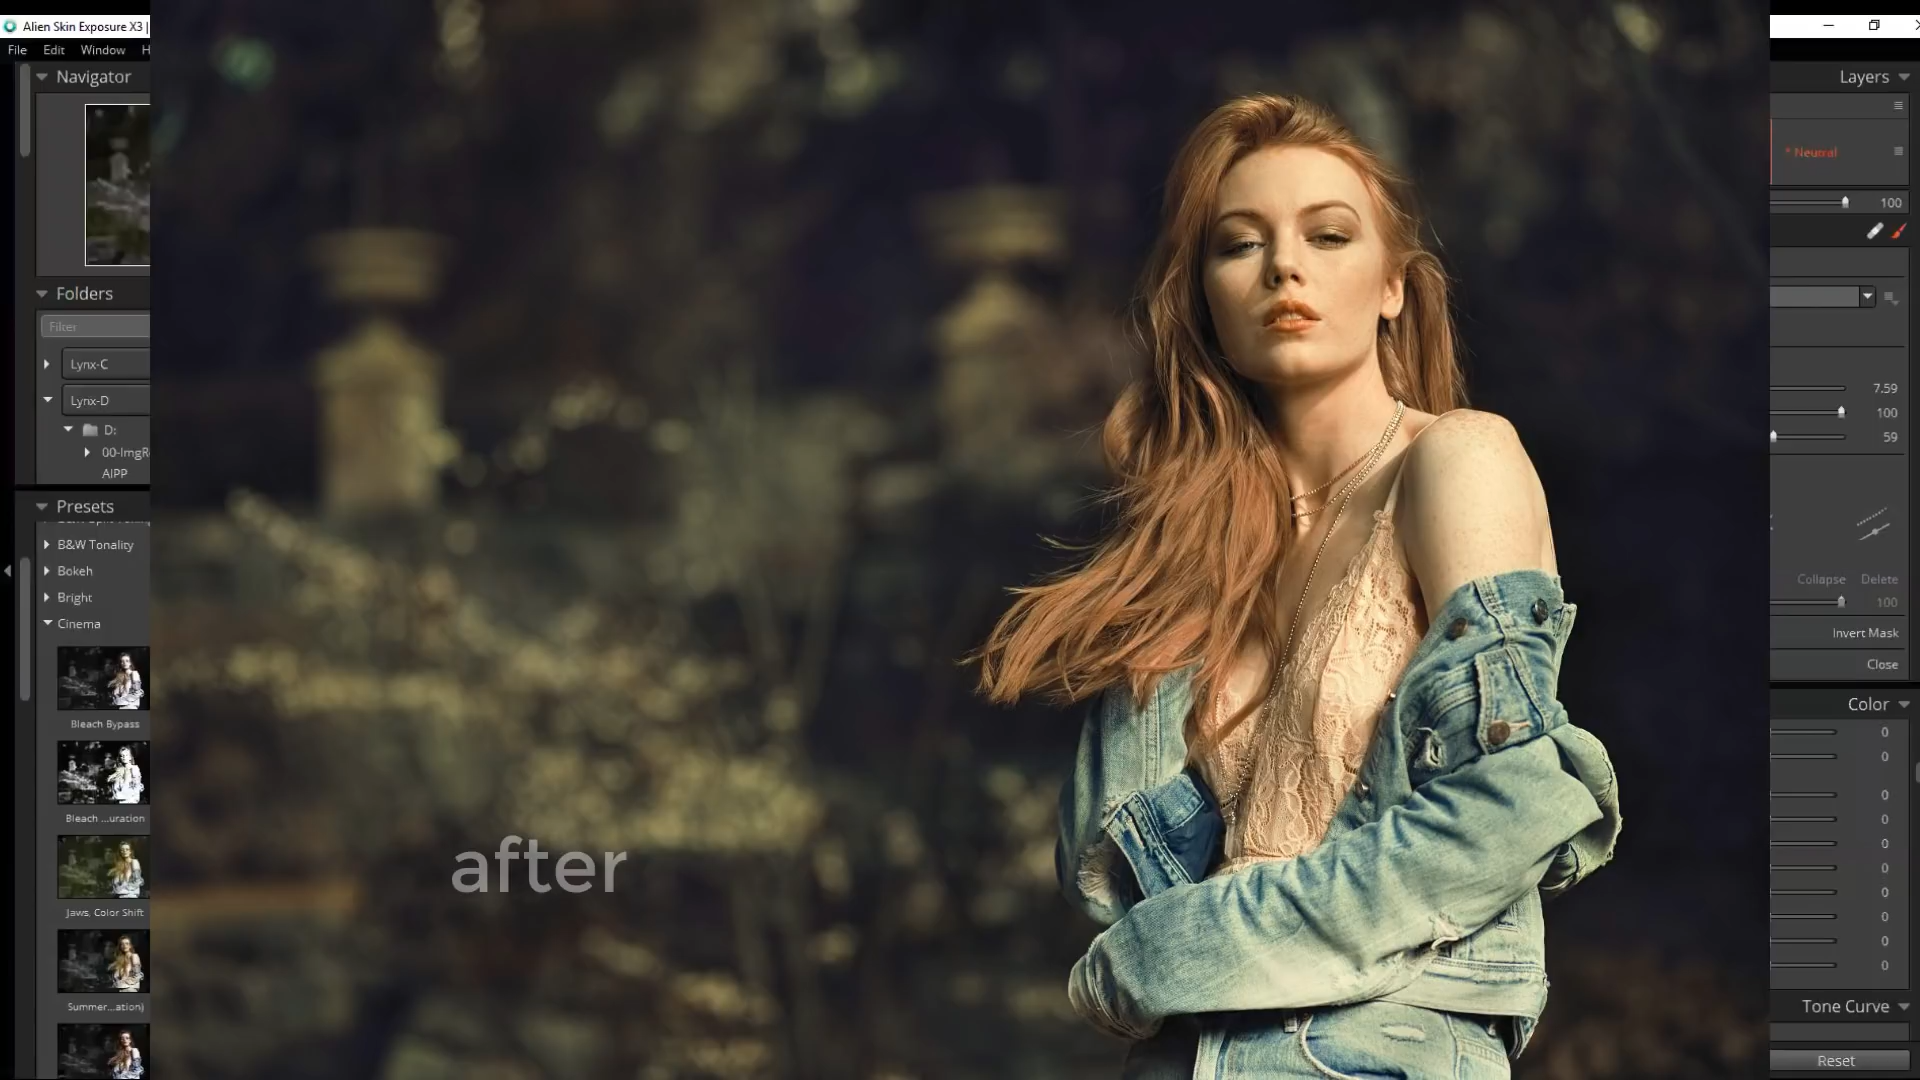 Alien Skin Exposure X3 |
File Edit Window H
Navigator
Folders
Filter
Lynx-C
Lynx-D
D:
00-ImgR
AIPP
Presets
B&W Tonality
Bokeh
Bright
Cinema
Bleach Bypass
Bleach ...uration
Jaws, Color Shift
Summer...ation)
after
Layers
* Neutral
100
7.59
100
59
Collapse Delete
100
Invert Mask
Close
Color
0
0
0
0
0
0
0
0
0
0
Tone Curve
Reset